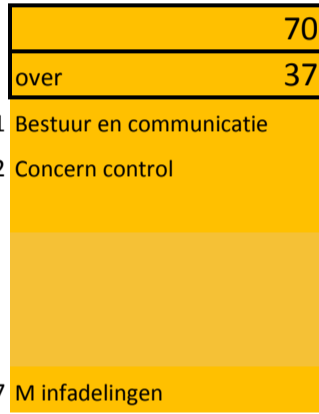 70
over 37
1 Bestuur en communicatie
2 Concern control
7 M infadelingen